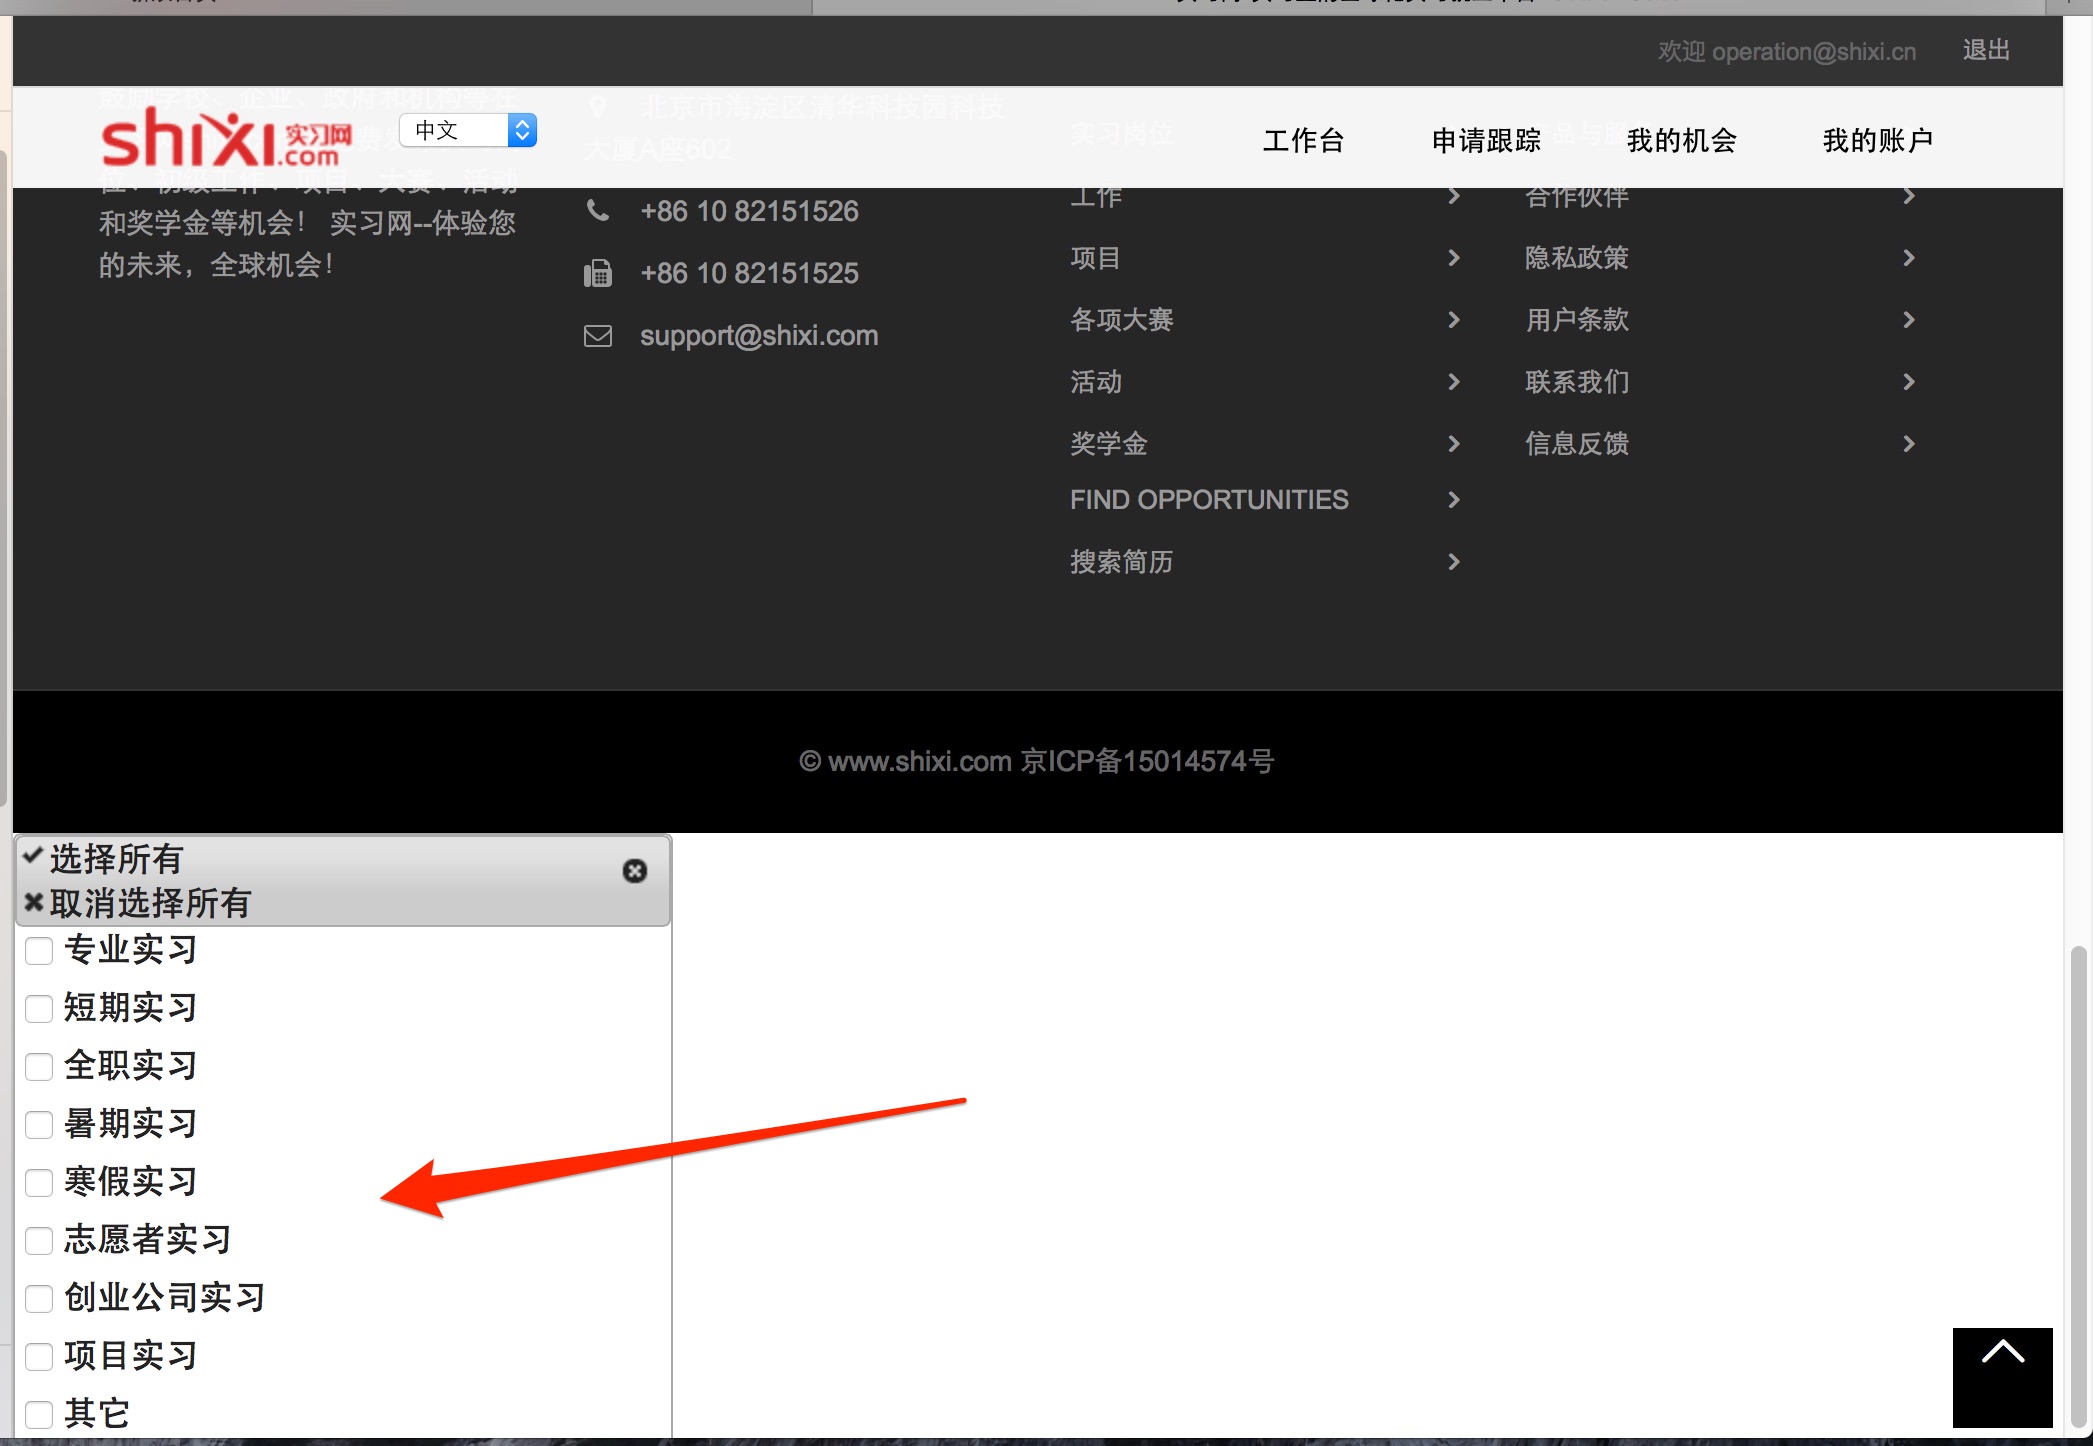 欢迎 operation@shixi.cn
退出
shixi.com 实习网
中文
工作台
申请跟踪
我的机会
我的账户
北京市海淀区清华科技园科技
大厦A座602
实习岗位
位、初级工作、项目、大赛、活动
和奖学金等机会! 实习网--体验您
的未来，全球机会!
+86 10 82151526
+86 10 82151525
support@shixi.com
工作
项目
各项大赛
活动
奖学金
FIND OPPORTUNITIES
搜索简历
合作伙伴
隐私政策
用户条款
联系我们
信息反馈
© www.shixi.com 京ICP备15014574号
选择所有
取消选择所有
专业实习
短期实习
全职实习
暑期实习
寒假实习
志愿者实习
创业公司实习
项目实习
其它